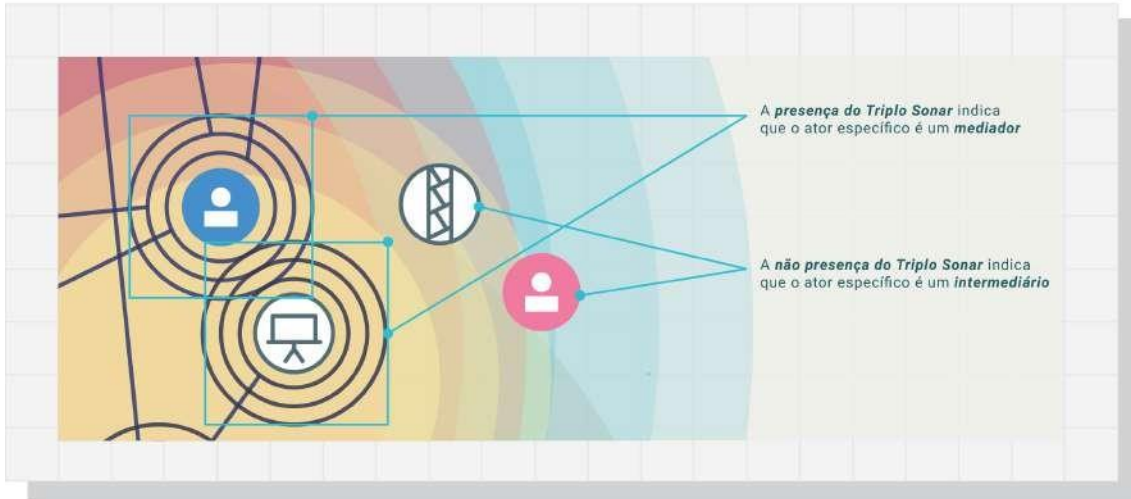 A presença do Triplo Sonar indica
que o ator específico é um mediador
A não presença do Triplo Sonar indica
que o ator específico é um intermediário